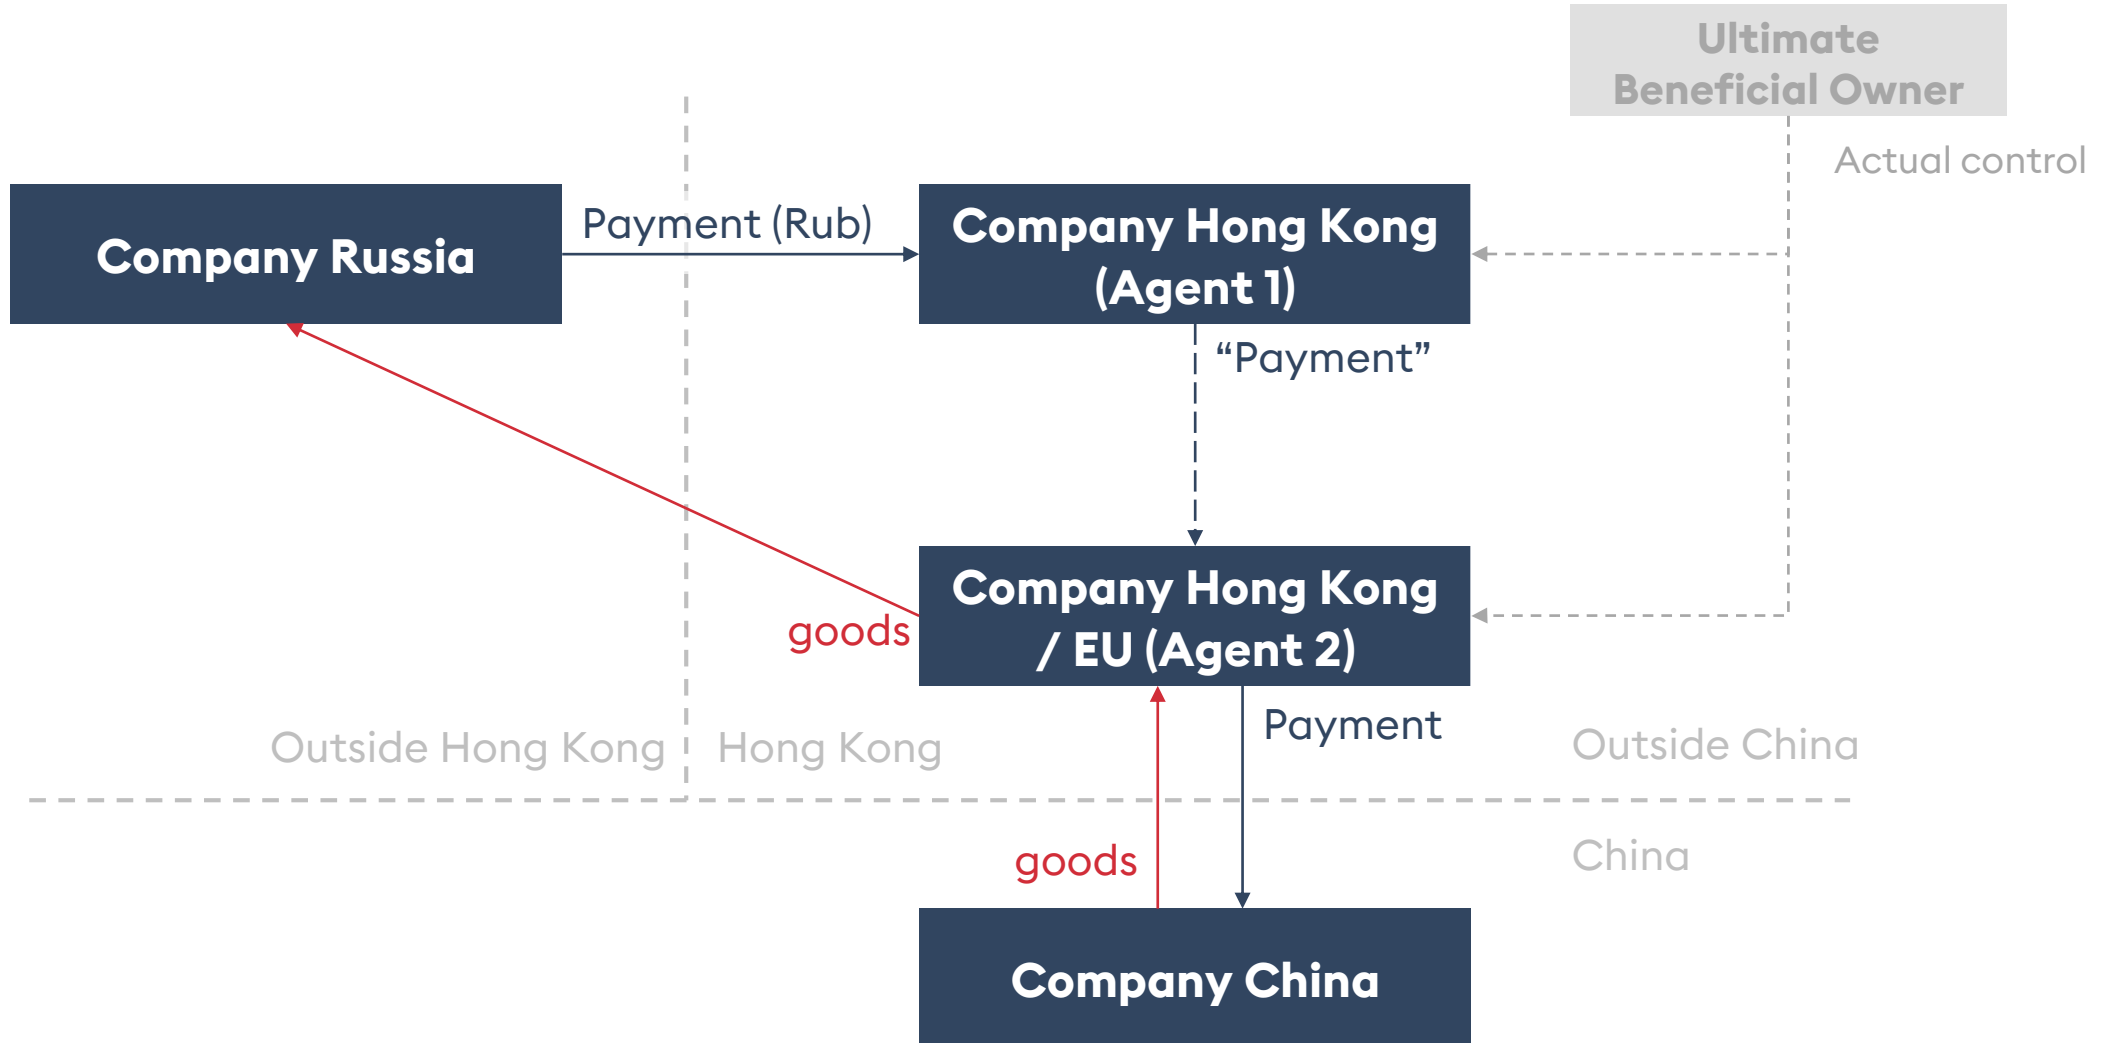 Ultimate
Beneficial Owner
Actual control
Company Russia
Payment (Rub)
Company Hong Kong
(Agent 1)
“Payment”
Company Hong Kong
/ EU (Agent 2)
goods
Payment
Outside Hong Kong
Hong Kong
Outside China
goods
China
Company China